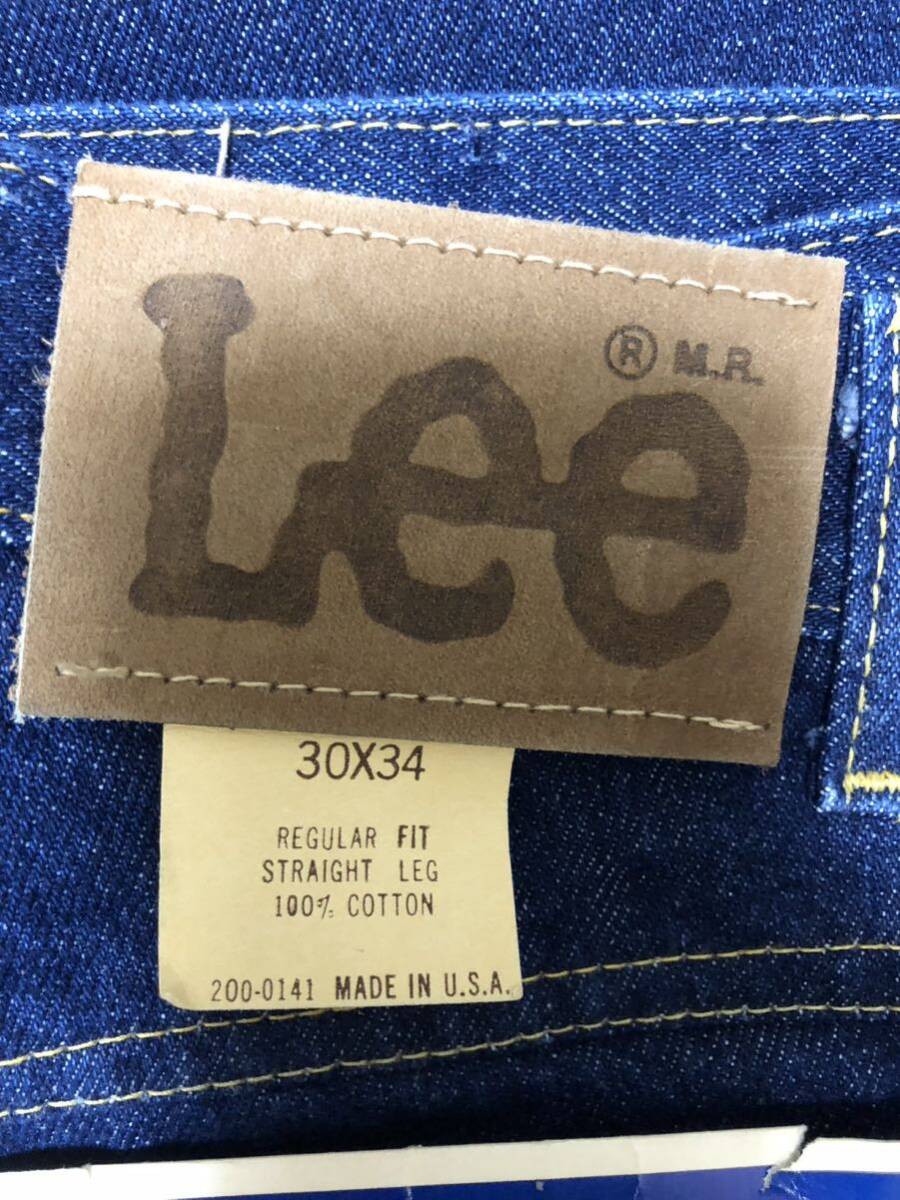 Lee ® M.R.
30X34
REGULAR FIT
STRAIGHT LEG
100% COTTON
200-0141 MADE IN U.S.A.